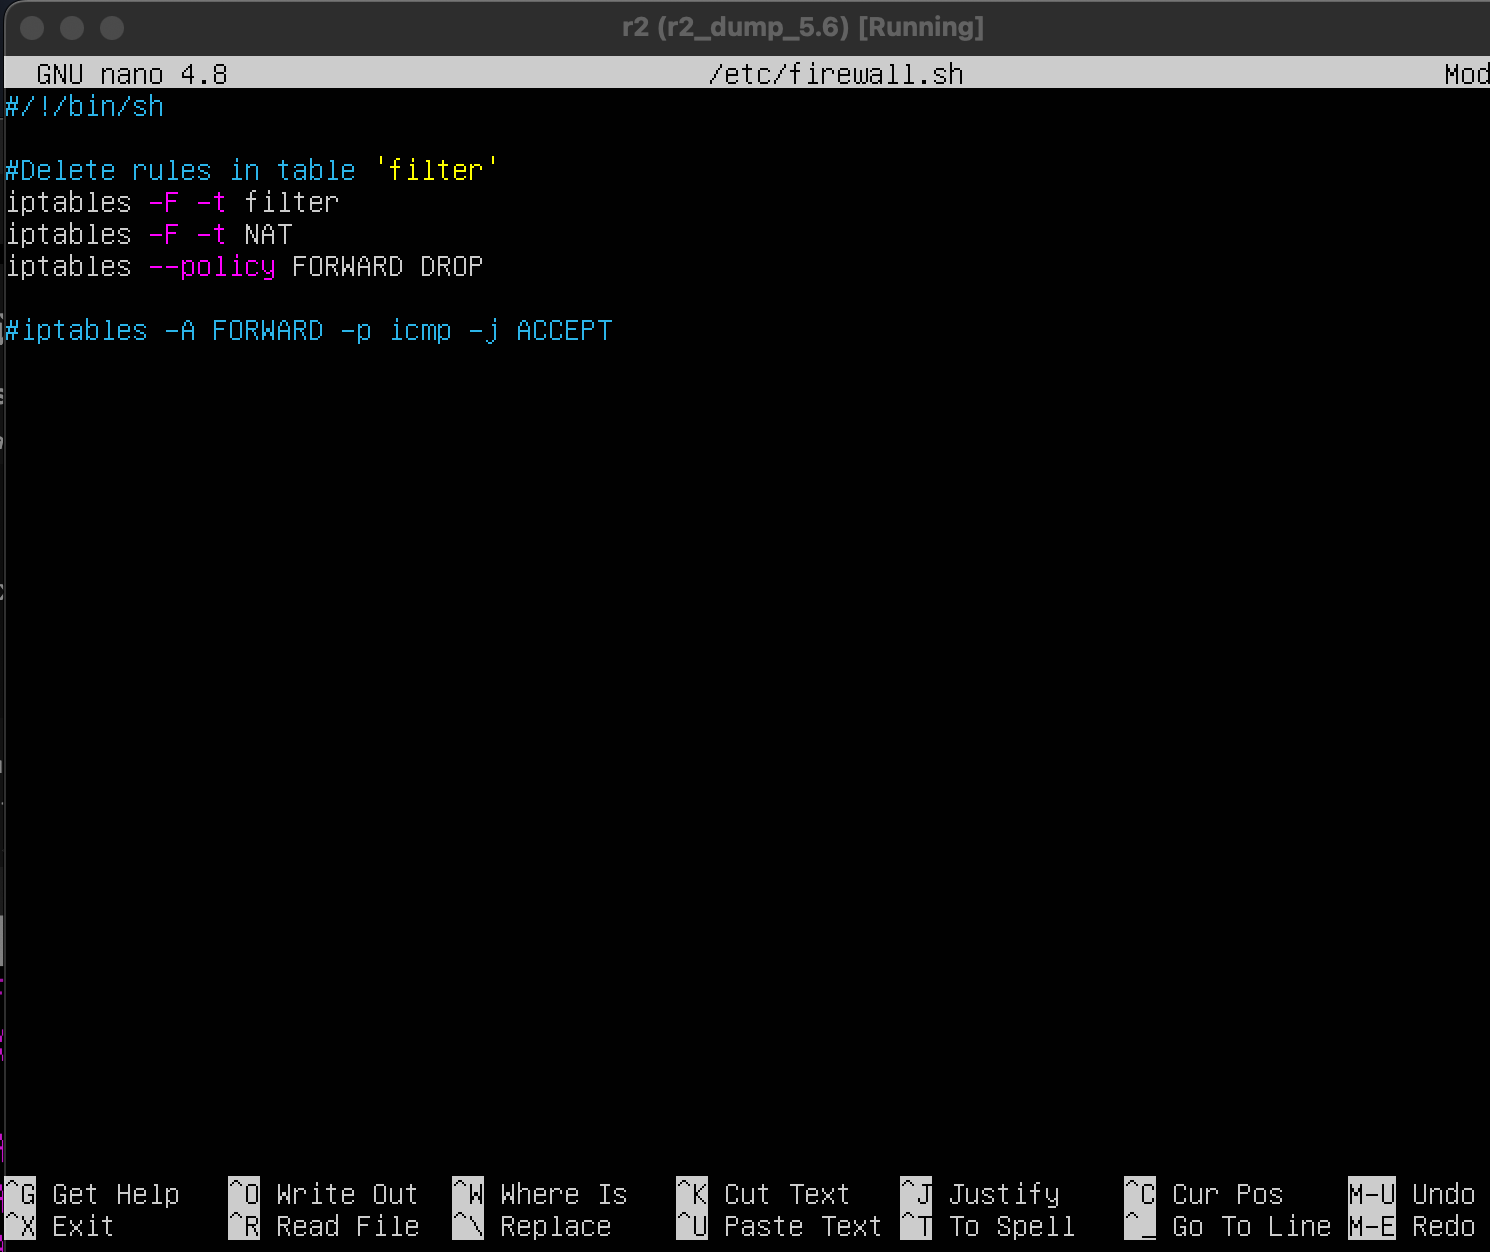 r2 (r2_dump_5.6) [Running]
GNU nano 4.8 /etc/firewall.sh Mod
#/!/bin/sh
#Delete rules in table 'filter'
iptables -F -t filter
iptables -F -t NAT
iptables --policy FORWARD DROP
#iptables -A FORWARD -p icmp -j ACCEPT
^G Get Help ^O Write Out ^W Where Is ^K Cut Text ^J Justify ^C Cur Pos M-U Undo
^X Exit ^R Read File ^\ Replace ^U Paste Text ^T To Spell ^_ Go To Line M-E Redo